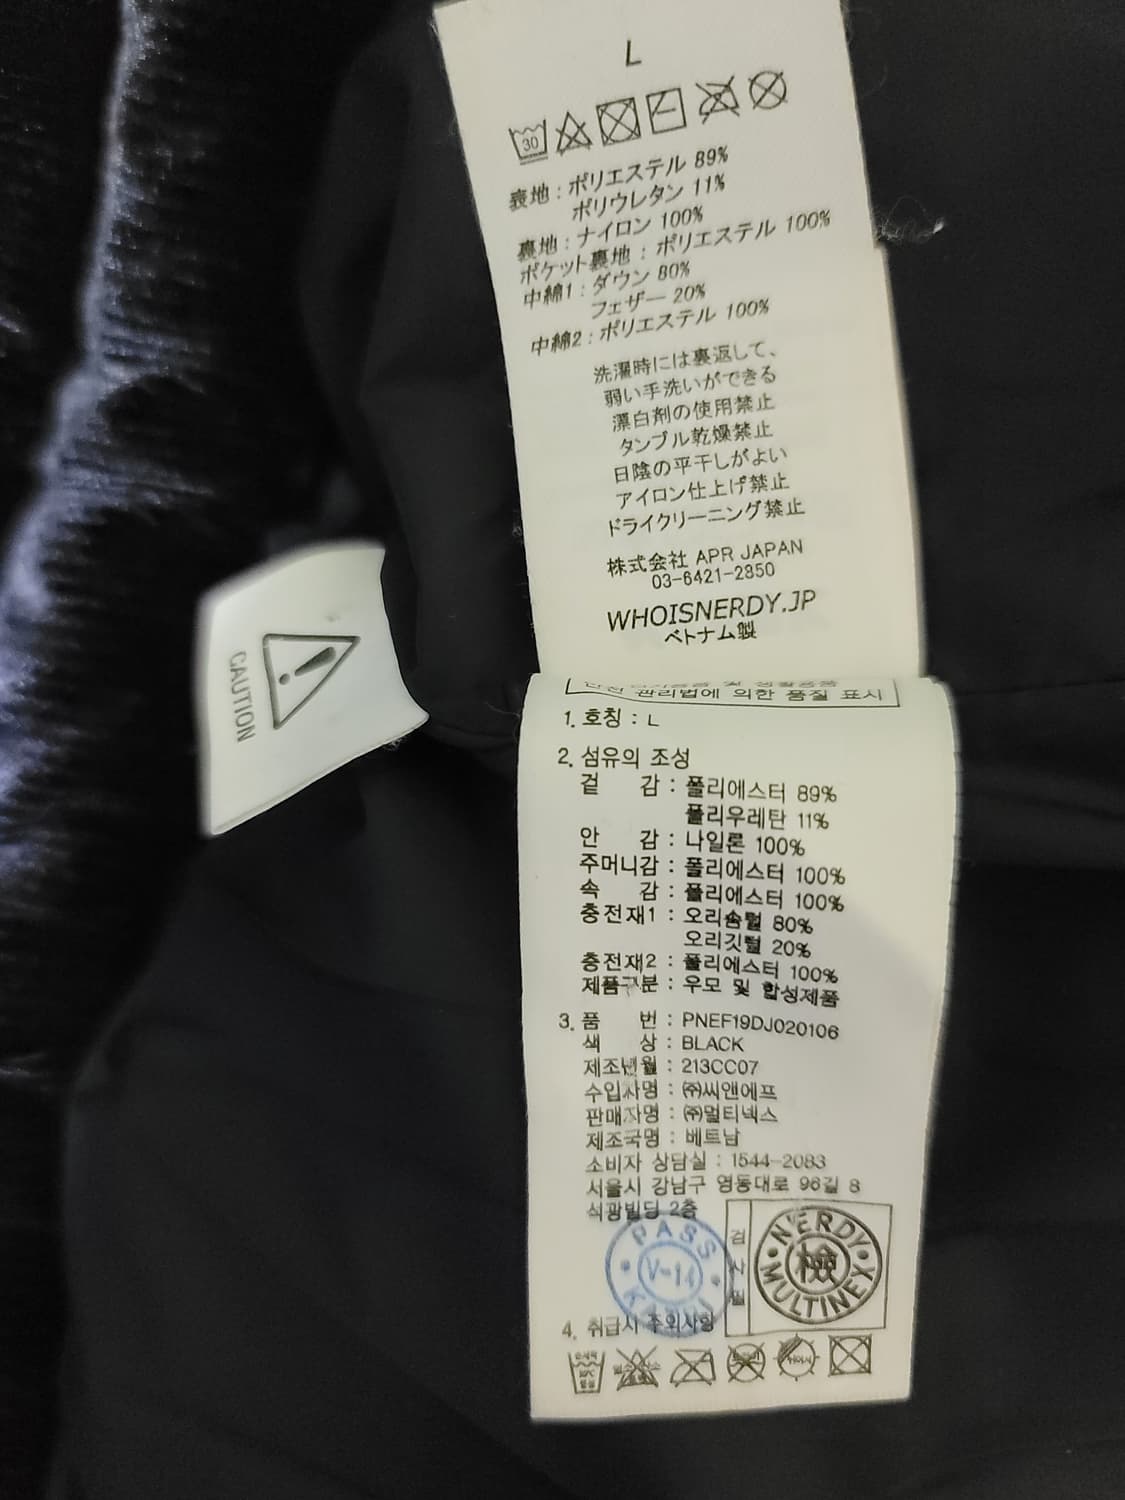 L
30
表地 : ポリエステル 89%
ポリウレタン 11%
裏地 : ナイロン 100%
ポケット裏地 : ポリエステル 100%
中綿1 : ダウン 80%
フェザー 20%
中綿2 : ポリエステル 100%
洗濯時には裏返して、
弱い手洗いができる
漂白剤の使用禁止
タンブル乾燥禁止
日陰の平干しがよい
アイロン仕上げ禁止
ドライクリーニング禁止
株式会社 APR JAPAN
03-6421-2850
WHOISNERDY.JP
ベトナム製
CAUTION
관리법에 의한 품질 표시
1. 호칭 : L
2. 섬유의 조성
겉 감 : 폴리에스터 89%
폴리우레탄 11%
안 감 : 나일론 100%
주머니감 : 폴리에스터 100%
속 감 : 폴리에스터 100%
충전재1 : 오리솜털 80%
오리깃털 20%
충전재2 : 폴리에스터 100%
제품구분 : 우모 및 합성제품
3. 품 번 : PNEF19DJ020106
색 상 : BLACK
제조년월 : 213CC07
수입자명 : ㈜씨앤에프
판매자명 : ㈜멀티넥스
제조국명 : 베트남
소비자 상담실 : 1544-2083
서울시 강남구 영동대로 96길 8
석광빌딩 2층
PASS
V-14
검사필
NERDY
檢
MULTINEX
4. 취급시 주의사항